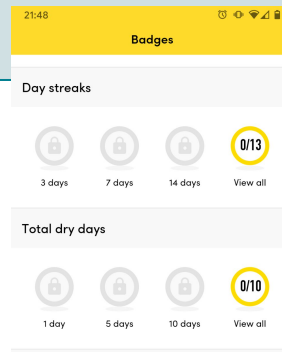 21:48
Badges
Day streaks
0/13
3 days 7 days 14 days View all
Total dry days
0/10
1 day 5 days 10 days View all